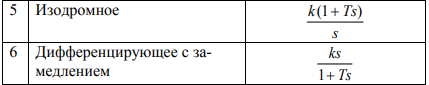 5 Изодромное k(1+Ts)/s
6 Дифференцирующее с за-
медлением ks/1+Ts